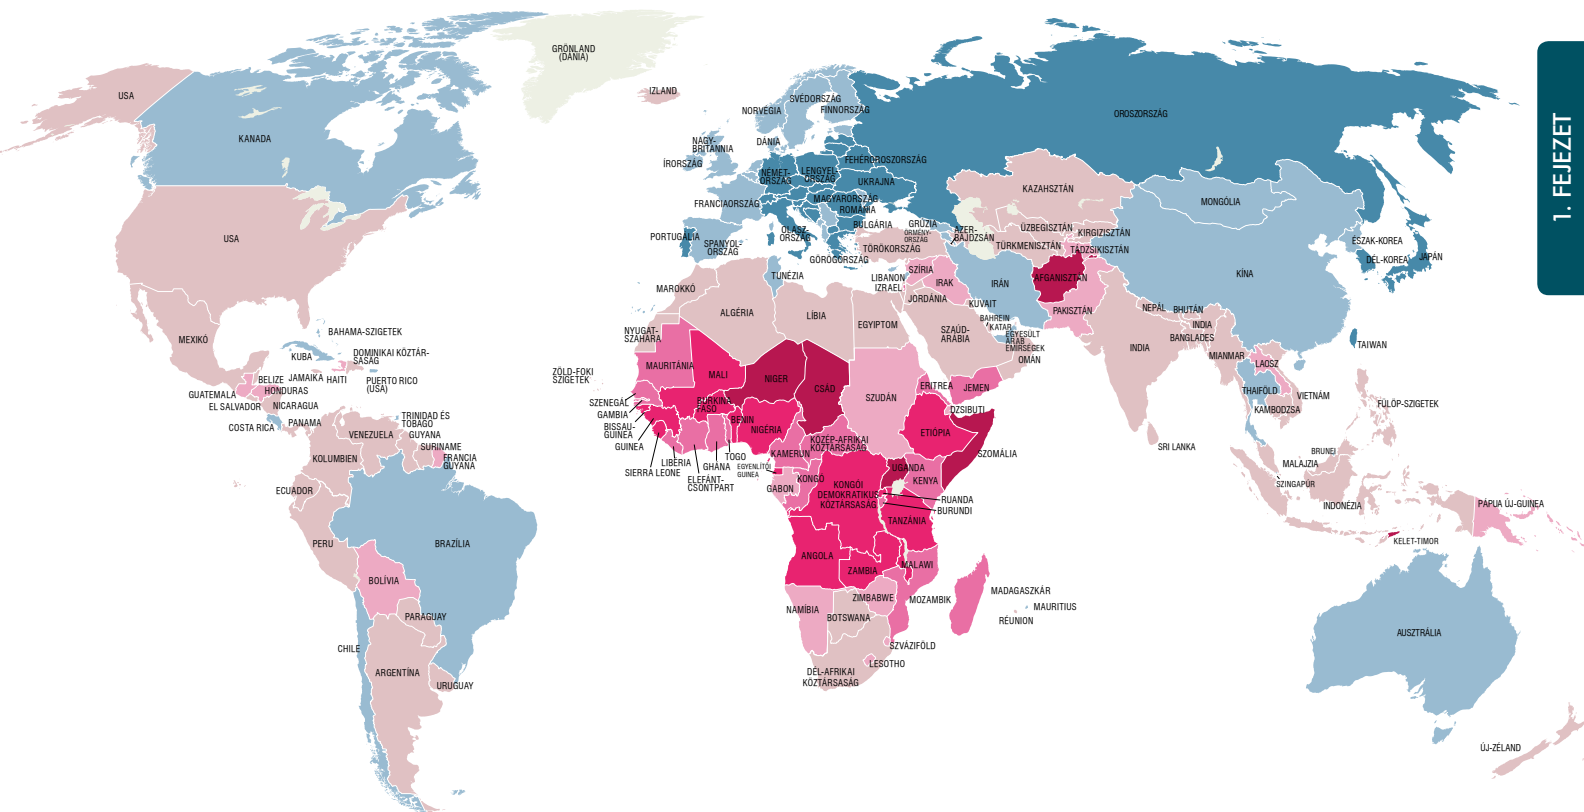 1. FEJEZET
GRÖNLAND
(DÁNIA)
USA
KANADA
USA
MEXIKÓ
BAHAMA-SZIGETEK
KUBA
DOMINIKAI KÖZTÁR-
SASÁG
BELIZE
JAMAIKA
HAITI
PUERTO RICO
(USA)
GUATEMALA
HONDURAS
EL SALVADOR
NICARAGUA
COSTA RICA
PANAMA
TRINIDAD ÉS
TOBAGO
VENEZUELA
GUYANA
SURINAME
FRANCIA
GUYANA
KOLUMBIEN
ECUADOR
PERU
BRAZÍLIA
BOLÍVIA
PARAGUAY
CHILE
ARGENTÍNA
URUGUAY
IZLAND
NORVÉGIA
SVÉDORSZÁG
FINNORSZÁG
DÁNIA
NAGY-
BRITANNIA
ÍRORSZÁG
NÉMET-
ORSZÁG
LENGYEL-
ORSZÁG
FEHÉROROSZORSZÁG
UKRAJNA
FRANCIAORSZÁG
MAGYARORSZÁG
ROMÁNIA
BULGÁRIA
PORTUGÁLIA
SPANYOL-
ORSZÁG
OLASZ-
ORSZÁG
GÖRÖGORSZÁG
OROSZORSZÁG
GRÚZIA
ÖRMÉNY-
ORSZÁG
AZER-
BAJDZSÁN
TÖRÖKORSZÁG
KAZAHSZTÁN
ÜZBEGISZTÁN
KIRGIZISZTÁN
TÜRKMENISZTÁN
TÁDZSIKISZTÁN
MONGÓLIA
ÉSZAK-KOREA
DÉL-KOREA
JAPÁN
KÍNA
TAIWAN
SZÍRIA
LIBANON
IZRAEL
IRAK
IRÁN
AFGANISZTÁN
JORDÁNIA
KUVAIT
PAKISZTÁN
BAHREIN
KATAR
EGYESÜLT
ARAB
EMÍRSÉGEK
SZAÚD-
ARÁBIA
OMÁN
JEMEN
NEPÁL
BHUTÁN
INDIA
BANGLADES
INDIA
MIANMAR
LAOSZ
THAIFÖLD
VIETNÁM
KAMBODZSA
FÜLÖP-SZIGETEK
SRI LANKA
BRUNEI
MALAJZIA
SZINGAPÚR
INDONÉZIA
PÁPUA ÚJ-GUINEA
KELET-TIMOR
AUSZTRÁLIA
ÚJ-ZÉLAND
MAROKKÓ
TUNÉZIA
ALGÉRIA
LÍBIA
EGYIPTOM
NYUGAT-
SZAHARA
MAURITÁNIA
MALI
NIGER
CSÁD
SZUDÁN
ERITREA
DZSIBUTI
ZÖLD-FOKI
SZIGETEK
SZENEGÁL
GAMBIA
BISSAU-
GUINEA
GUINEA
SIERRA LEONE
LIBÉRIA
ELEFÁNT-
CSONTPART
GHÁNA
TOGO
BURKINA
FASO
BENIN
NIGÉRIA
ETIÓPIA
SZOMÁLIA
KÖZÉP-AFRIKAI
KÖZTÁRSASÁG
KAMERUN
EGYENLÍTŐI
GUINEA
GABON
KONGÓ
KONGÓI
DEMOKRATIKUS
KÖZTÁRSASÁG
UGANDA
KENYA
RUANDA
BURUNDI
TANZÁNIA
ANGOLA
ZAMBIA
MALAWI
NAMÍBIA
ZIMBABWE
MOZAMBIK
BOTSWANA
MADAGASZKÁR
MAURITIUS
RÉUNION
SZVÁZIFÖLD
LESOTHO
DÉL-AFRIKAI
KÖZTÁRSASÁG